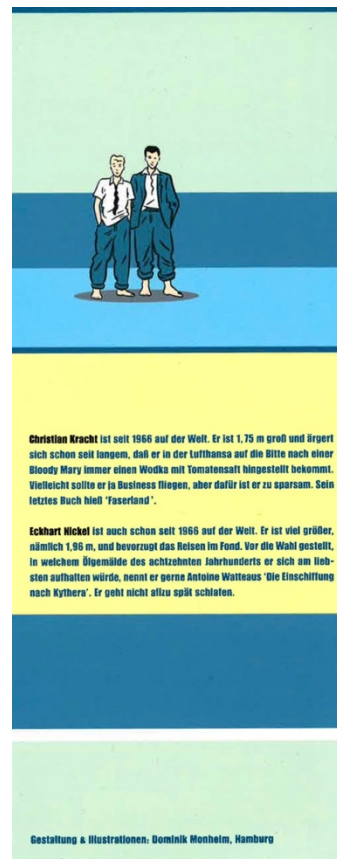 Christian Kracht ist seit 1966 auf der Welt. Er ist 1,75 m groß und ärgert
sich schon seit langem, daß er in der Lufthansa auf die Bitte nach einer
Bloody Mary immer einen Wodka mit Tomatensaft hingestellt bekommt.
Vielleicht sollte er ja Business fliegen, aber dafür ist er zu sparsam. Sein
letztes Buch hieß 'Faserland'.
Eckhart Nickel ist auch schon seit 1966 auf der Welt. Er ist viel größer,
nämlich 1,96 m, und bevorzugt das Reisen im Fond. Vor die Wahl gestellt,
in welchem Ölgemälde des achtzehnten Jahrhunderts er sich am lieb-
sten aufhalten würde, nennt er gerne Antoine Watteaus 'Die Einschiffung
nach Kythera'. Er geht nicht allzu spät schlafen.
Gestaltung & Illustrationen: Dominik Monheim, Hamburg